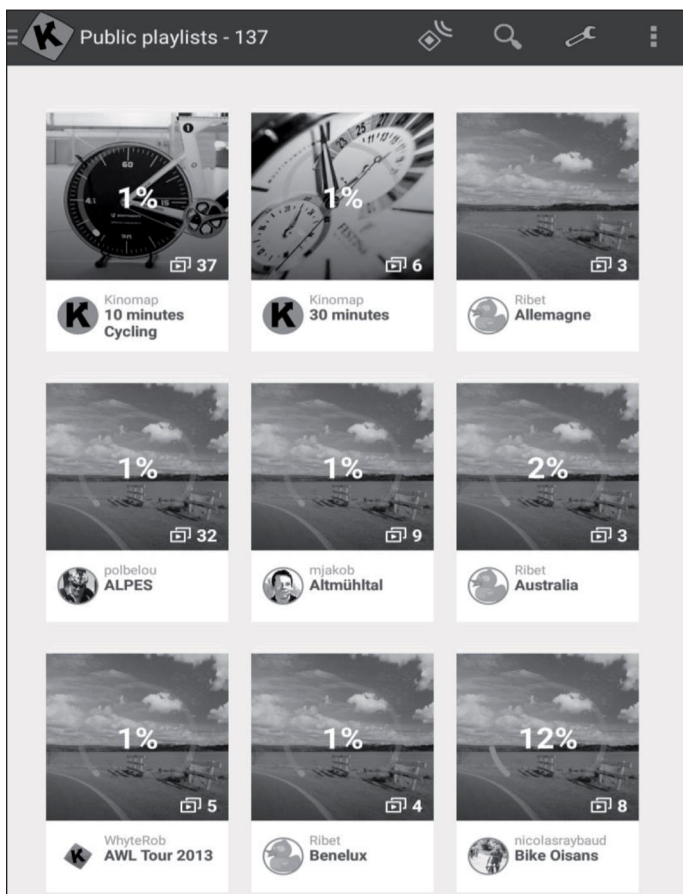 K Public playlists - 137
1%
37
Kinomap
10 minutes
Cycling
1%
6
Kinomap
30 minutes
3
Ribet
Allemagne
1%
32
polbelou
ALPES
1%
9
mjakob
Altmühltal
2%
3
Ribet
Australia
1%
5
WhyteRob
AWL Tour 2013
1%
4
Ribet
Benelux
12%
8
nicolasraybaud
Bike Oisans